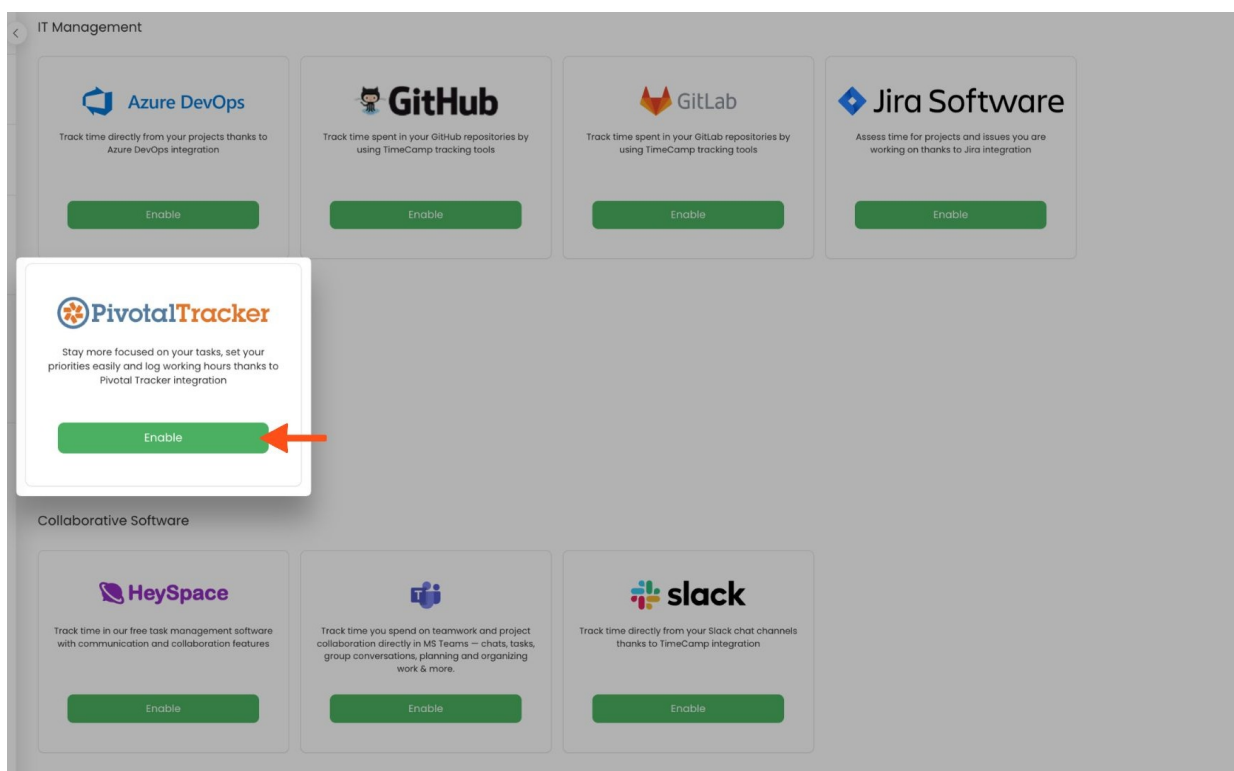 IT Management
Azure DevOps
Track time directly from your projects thanks to
Azure DevOps integration
Enable
GitHub
Track time spent in your GitHub repositories by
using TimeCamp tracking tools
Enable
GitLab
Track time spent in your GitLab repositories by
using TimeCamp tracking tools
Enable
Jira Software
Assess time for projects and issues you are
working on thanks to Jira integration
Enable
PivotalTracker
Stay more focused on your tasks, set your
priorities easily and log working hours thanks to
Pivotal Tracker integration
Enable
Collaborative Software
HeySpace
Track time in our free task management software
with communication and collaboration features
Enable
T
Track time you spend on teamwork and project
collaboration directly in MS Teams — chats, tasks,
group conversations, planning and organizing
work & more.
Enable
slack
Track time directly from your Slack chat channels
thanks to TimeCamp integration
Enable